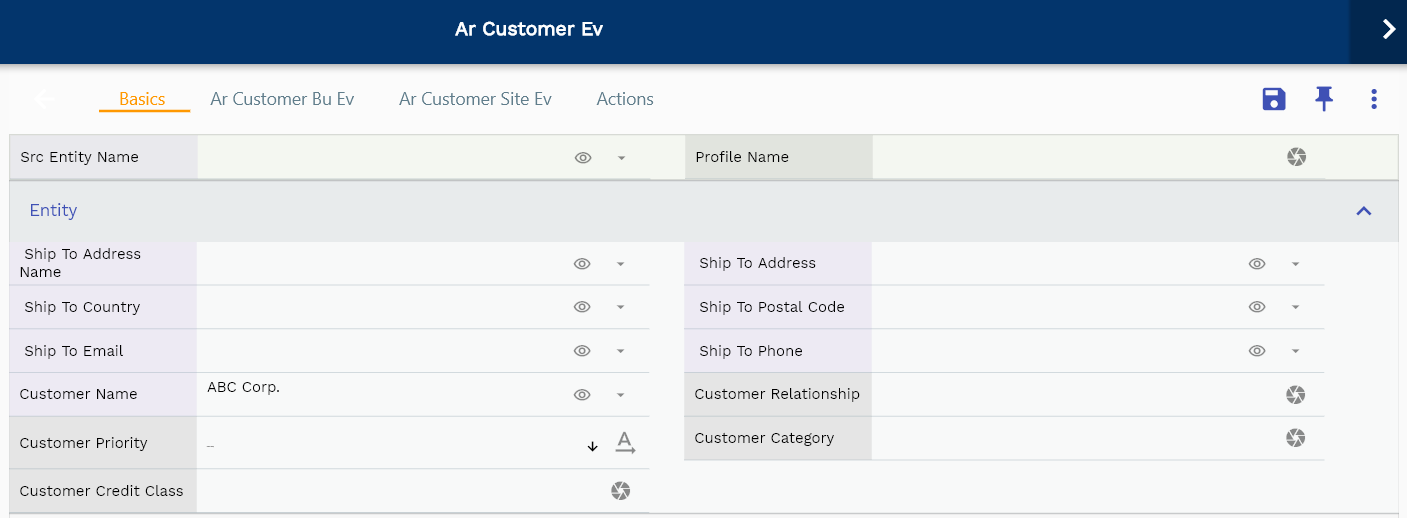 Ar Customer Ev
Basics Ar Customer Bu Ev Ar Customer Site Ev Actions
Src Entity Name Profile Name
Entity
Ship To Address
Name
Ship To Address
Ship To Country Ship To Postal Code
Ship To Email Ship To Phone
Customer Name ABC Corp. Customer Relationship
Customer Priority -- A
Customer Category
Customer Credit Class